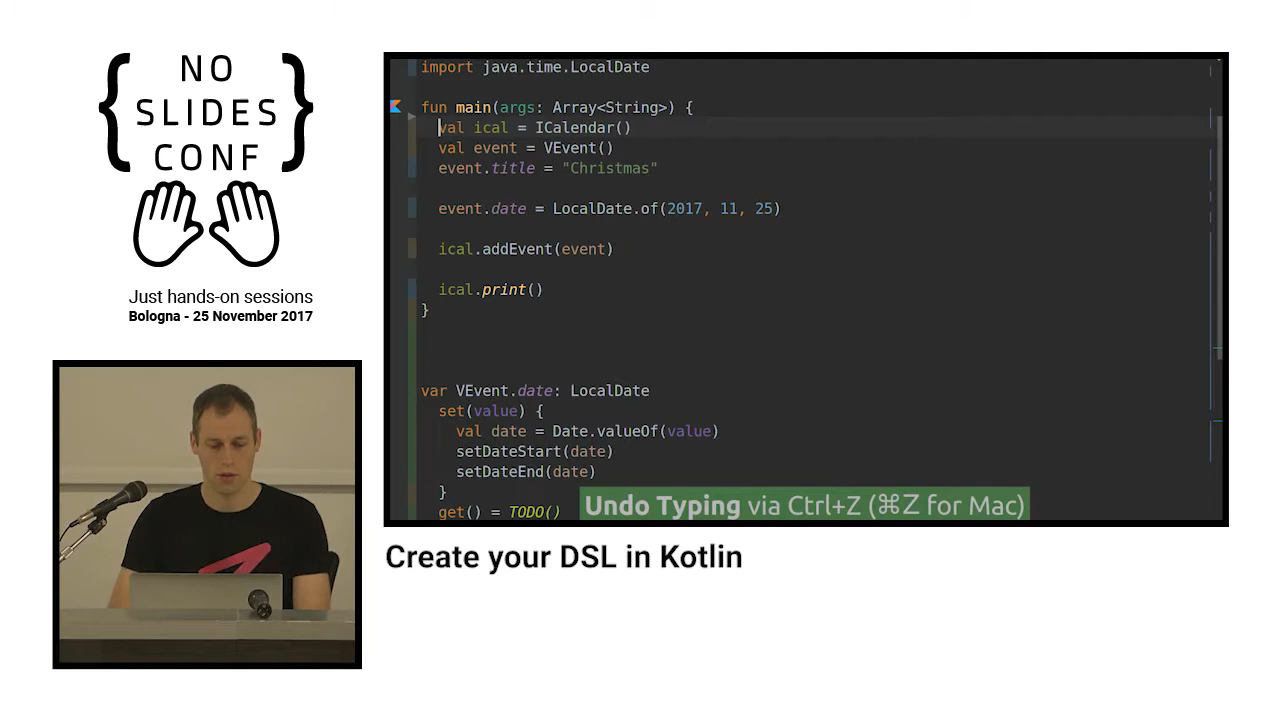 { NO
SLIDES
CONF }
Just hands-on sessions
Bologna - 25 November 2017
import java.time.LocalDate
fun main(args: Array<String>) {
val ical = ICalendar()
val event = VEvent()
event.title = "Christmas"
event.date = LocalDate.of(2017, 11, 25)
ical.addEvent(event)
ical.print()
}
var VEvent.date: LocalDate
set(value) {
val date = Date.valueOf(value)
setDateStart(date)
setDateEnd(date)
}
get() = TODO()
Undo Typing via Ctrl+Z (⌘Z for Mac)
Create your DSL in Kotlin